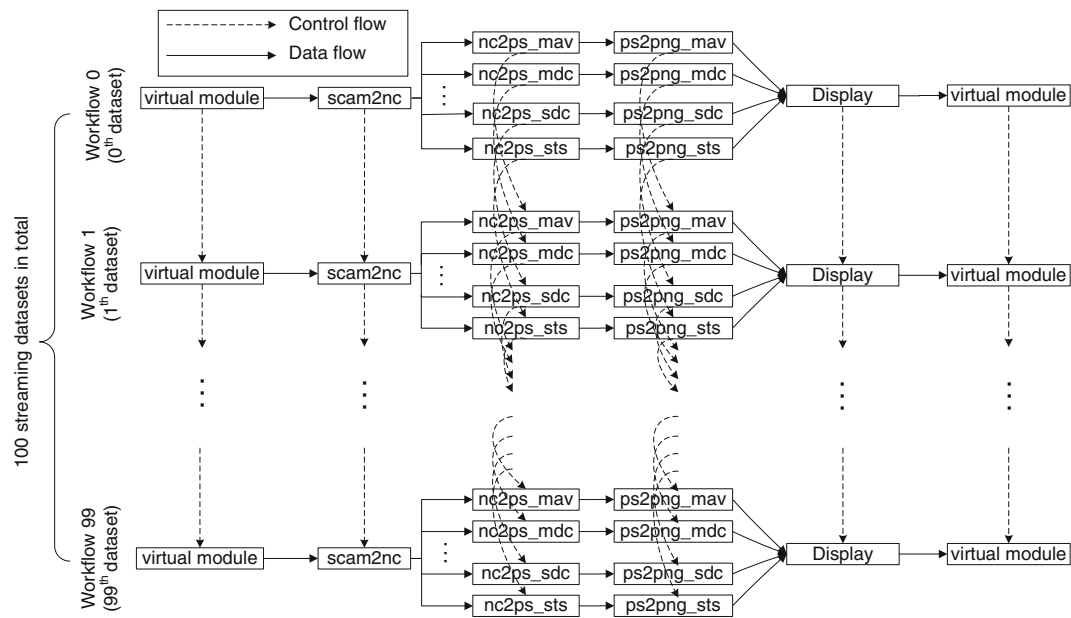 Control flow
Data flow
100 streaming datasets in total
Workflow 0
(0th dataset)
virtual module
scam2nc
nc2ps_mav
ps2png_mav
nc2ps_mdc
ps2png_mdc
...
nc2ps_sdc
ps2png_sdc
nc2ps_sts
ps2png_sts
Display
virtual module
Workflow 1
(1th dataset)
virtual module
scam2nc
nc2ps_mav
ps2png_mav
nc2ps_mdc
ps2png_mdc
...
nc2ps_sdc
ps2png_sdc
nc2ps_sts
ps2png_sts
Display
virtual module
...
...
...
...
Workflow 99
(99th dataset)
virtual module
scam2nc
nc2ps_mav
ps2png_mav
nc2ps_mdc
ps2png_mdc
...
nc2ps_sdc
ps2png_sdc
nc2ps_sts
ps2png_sts
Display
virtual module